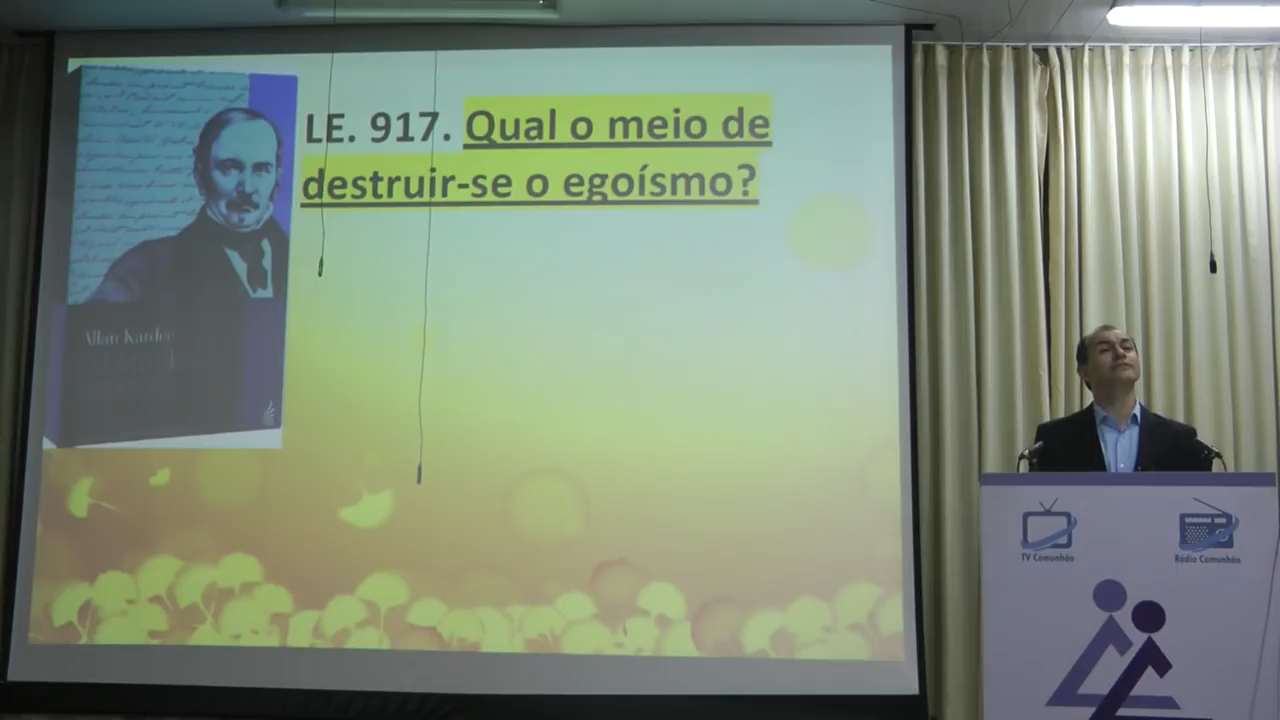 LE. 917. Qual o meio de
destruir-se o egoísmo?
Allan Kardec
TV Comunhão
Rádio Comunhão